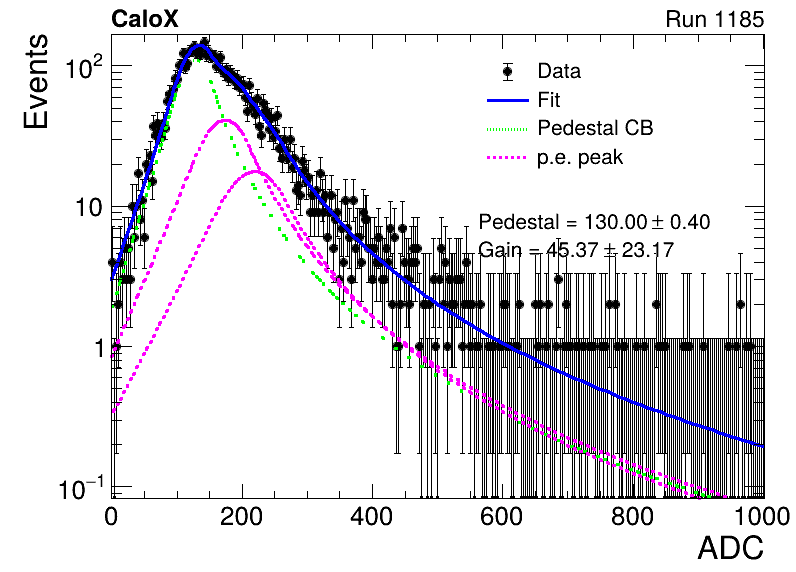 CaloX Run 1185
Events
10²
10
1
10⁻¹
Data
Fit
Pedestal CB
p.e. peak
Pedestal = 130.00 ± 0.40
Gain = 45.37 ± 23.17
0 200 400 600 800 1000
ADC